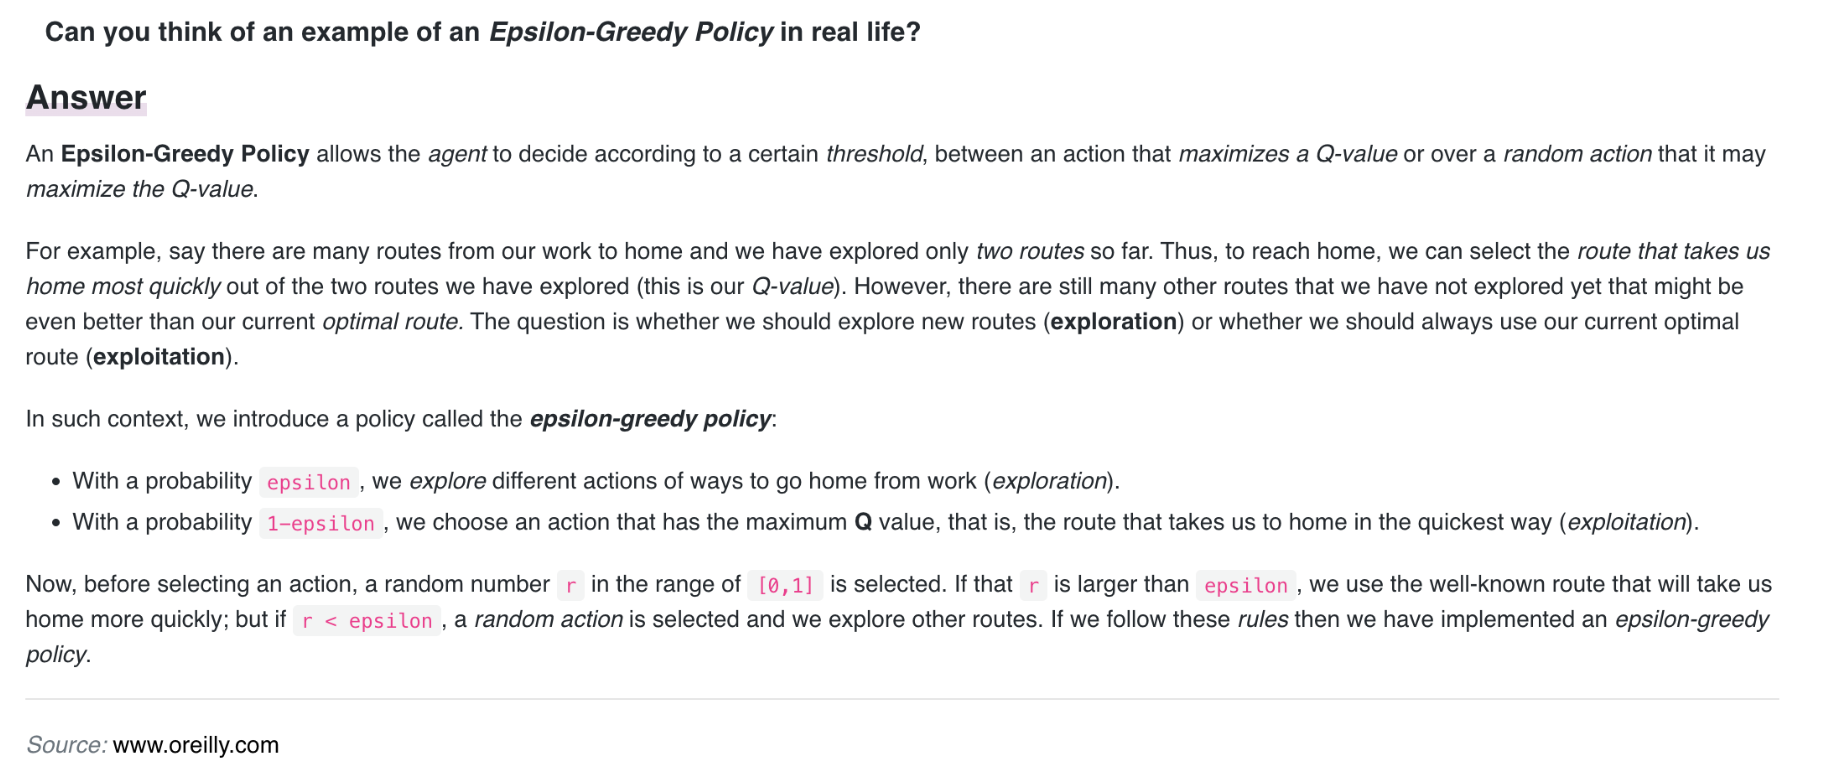 Can you think of an example of an Epsilon-Greedy Policy in real life?
Answer
An Epsilon-Greedy Policy allows the agent to decide according to a certain threshold, between an action that maximizes a Q-value or over a random action that it may
maximize the Q-value.
For example, say there are many routes from our work to home and we have explored only two routes so far. Thus, to reach home, we can select the route that takes us
home most quickly out of the two routes we have explored (this is our Q-value). However, there are still many other routes that we have not explored yet that might be
even better than our current optimal route. The question is whether we should explore new routes (exploration) or whether we should always use our current optimal
route (exploitation).
In such context, we introduce a policy called the epsilon-greedy policy:
• With a probability epsilon , we explore different actions of ways to go home from work (exploration).
• With a probability 1-epsilon , we choose an action that has the maximum Q value, that is, the route that takes us to home in the quickest way (exploitation).
Now, before selecting an action, a random number r in the range of [0,1] is selected. If that r is larger than epsilon , we use the well-known route that will take us
home more quickly; but if r < epsilon , a random action is selected and we explore other routes. If we follow these rules then we have implemented an epsilon-greedy
policy.
Source: www.oreilly.com